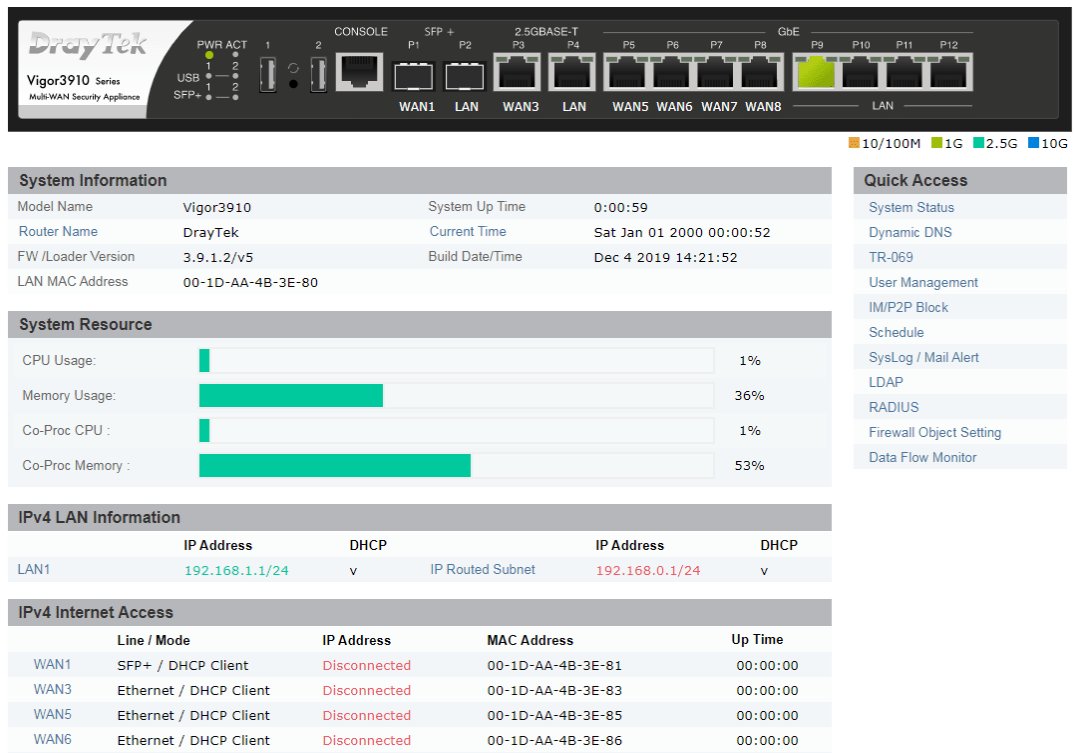 CONSOLE SFP + 2.5GBASE-T GbE
DrayTek PWR ACT 1 2 P1 P2 P3 P4 P5 P6 P7 P8 P9 P10 P11 P12
1 2
Vigor3910 Series USB
1 2
Multi-WAN Security Appliance SFP+
WAN1 LAN WAN3 LAN WAN5 WAN6 WAN7 WAN8 LAN
10/100M 1G 2.5G 10G
System Information
Model Name Vigor3910 System Up Time 0:00:59
Router Name DrayTek Current Time Sat Jan 01 2000 00:00:52
FW /Loader Version 3.9.1.2/v5 Build Date/Time Dec 4 2019 14:21:52
LAN MAC Address 00-1D-AA-4B-3E-80
System Resource
CPU Usage: 1%
Memory Usage: 36%
Co-Proc CPU : 1%
Co-Proc Memory : 53%
IPv4 LAN Information
IP Address DHCP IP Address DHCP
LAN1 192.168.1.1/24 v IP Routed Subnet 192.168.0.1/24 v
IPv4 Internet Access
Line / Mode IP Address MAC Address Up Time
WAN1 SFP+ / DHCP Client Disconnected 00-1D-AA-4B-3E-81 00:00:00
WAN3 Ethernet / DHCP Client Disconnected 00-1D-AA-4B-3E-83 00:00:00
WAN5 Ethernet / DHCP Client Disconnected 00-1D-AA-4B-3E-85 00:00:00
WAN6 Ethernet / DHCP Client Disconnected 00-1D-AA-4B-3E-86 00:00:00
Quick Access
System Status
Dynamic DNS
TR-069
User Management
IM/P2P Block
Schedule
SysLog / Mail Alert
LDAP
RADIUS
Firewall Object Setting
Data Flow Monitor